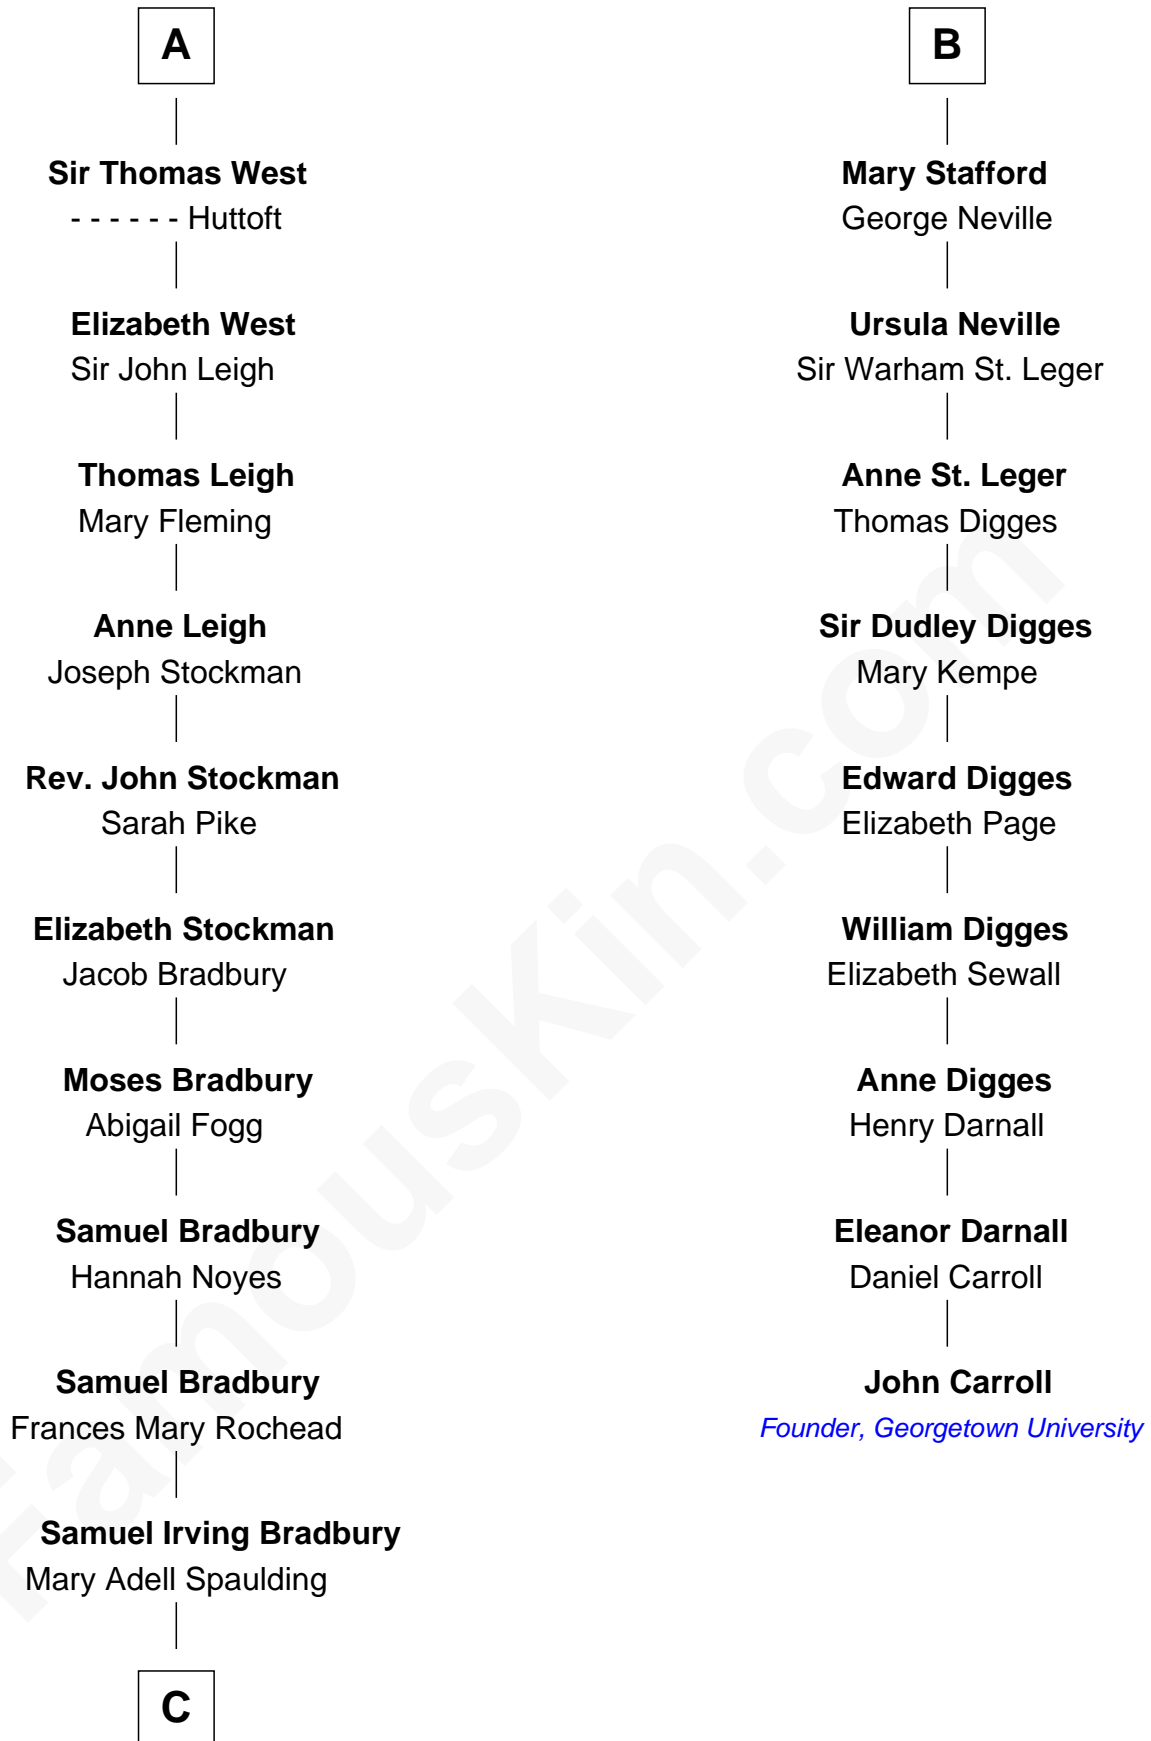 A
Sir Thomas West
- - - - - - Huttoft
Elizabeth West
Sir John Leigh
Thomas Leigh
Mary Fleming
Anne Leigh
Joseph Stockman
Rev. John Stockman
Sarah Pike
Elizabeth Stockman
Jacob Bradbury
Moses Bradbury
Abigail Fogg
Samuel Bradbury
Hannah Noyes
Samuel Bradbury
Frances Mary Rochead
Samuel Irving Bradbury
Mary Adell Spaulding
C
B
Mary Stafford
George Neville
Ursula Neville
Sir Warham St. Leger
Anne St. Leger
Thomas Digges
Sir Dudley Digges
Mary Kempe
Edward Digges
Elizabeth Page
William Digges
Elizabeth Sewall
Anne Digges
Henry Darnall
Eleanor Darnall
Daniel Carroll
John Carroll
Founder, Georgetown University
FamousKin.com